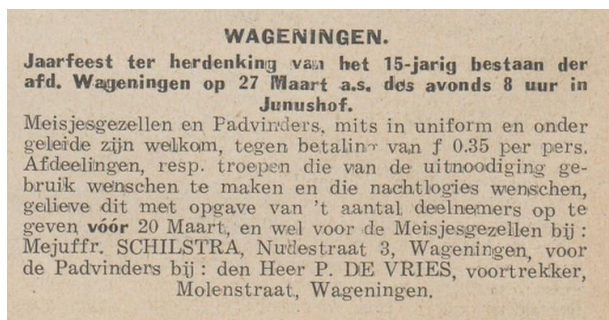 WAGENINGEN.
Jaarfeest ter herdenking van het 15-jarig bestaan der
afd. Wageningen op 27 Maart a.s. des avonds 8 uur in
Junushof.
Meisjesgezellen en Padvinders, mits in uniform en onder
geleide zijn welkom, tegen betaling van ƒ 0.35 per pers.
Afdeelingen, resp. troepen die van de uitnoodiging ge-
bruik wenschen te maken en die nachtlogies wenschen,
gelieve dit met opgave van 't aantal deelnemers op te
geven vóór 20 Maart, en wel voor de Meisjesgezellen bij :
Mejuffr. SCHILSTRA, Nudestraat 3, Wageningen, voor
de Padvinders bij : den Heer P. DE VRIES, voortrekker,
Molenstraat, Wageningen.